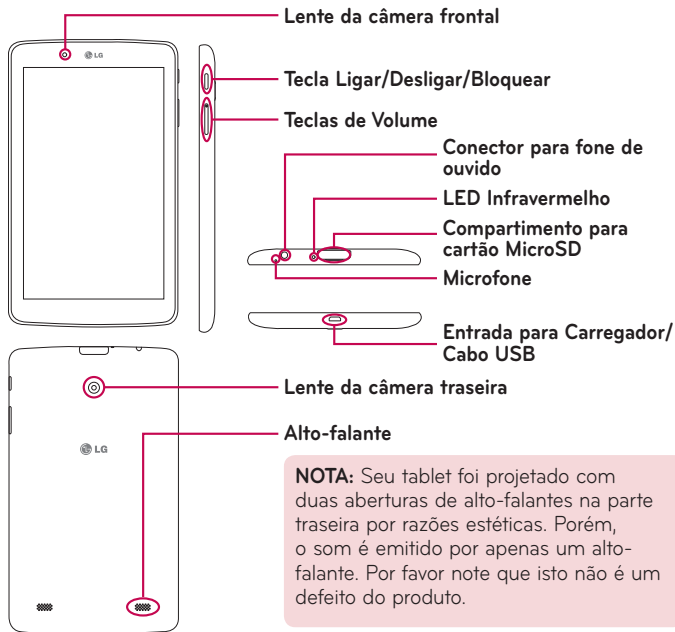 Lente da câmera frontal
LG
Tecla Ligar/Desligar/Bloquear
Teclas de Volume
Conector para fone de
ouvido
LED Infravermelho
Compartimento para
cartão MicroSD
Microfone
Entrada para Carregador/
Cabo USB
Lente da câmera traseira
Alto-falante
LG
NOTA: Seu tablet foi projetado com
duas aberturas de alto-falantes na parte
traseira por razões estéticas. Porém,
o som é emitido por apenas um alto-
falante. Por favor note que isto não é um
defeito do produto.